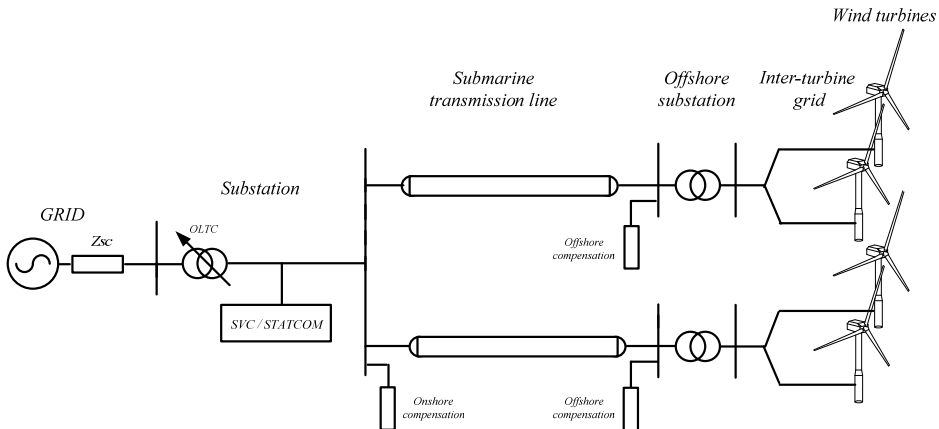 Wind turbines
Submarine
transmission line
Offshore
substation
Inter-turbine
grid
Substation
GRID
Zsc
OLTC
SVC / STATCOM
Offshore
compensation
Onshore
compensation
Offshore
compensation